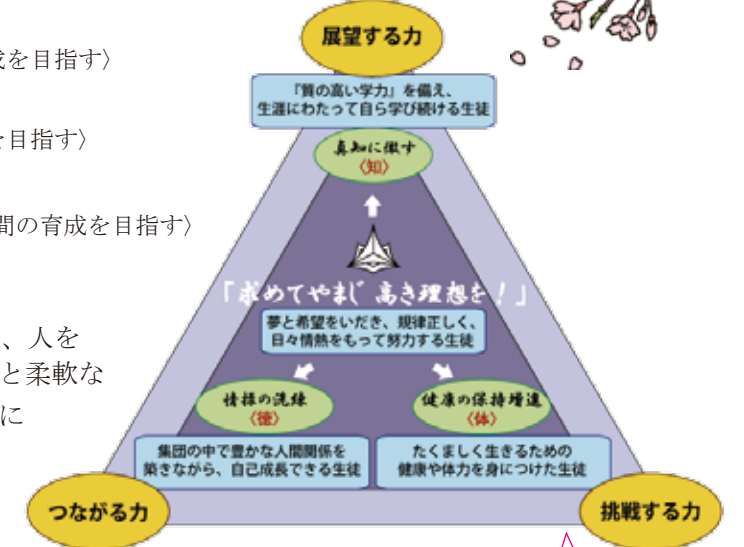 展望する力
成を目指す〉
『質の高い学力』を備え、
生涯にわたって自ら学び続ける生徒
を目指す〉
真知に徹す
〈知〉
間の育成を目指す〉
「求めてやまじ 高き理想を！」
夢と希望をいだき、規律正しく、
日々情熱をもって努力する生徒
、人を
と柔軟な
に
情操の洗練
〈徳〉
健康の保持増進
〈体〉
集団の中で豊かな人間関係を
築きながら、自己成長できる生徒
たくましく生きるための
健康や体力を身につけた生徒
つながる力
挑戦する力